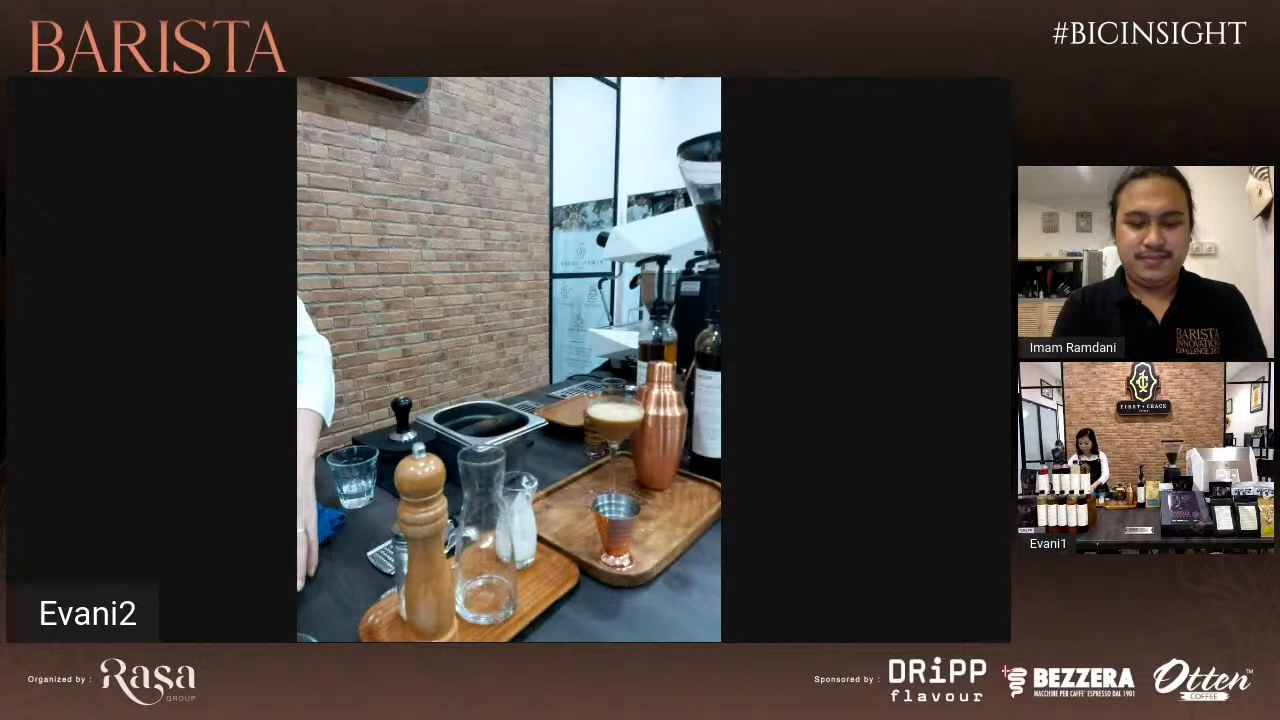 BARISTA
#BICINSIGHT
Imam Ramdani
BARISTA
INNOVATION
CHALLENGE
FIRST CRACK
Evani1
Evani2
Organized by :
Rasa
GROUP
Sponsored by :
DRiPP
flavour
BEZZERA
MACCHINE PER CAFFE' ESPRESSO DAL 1901
Otten
COFFEE
TM